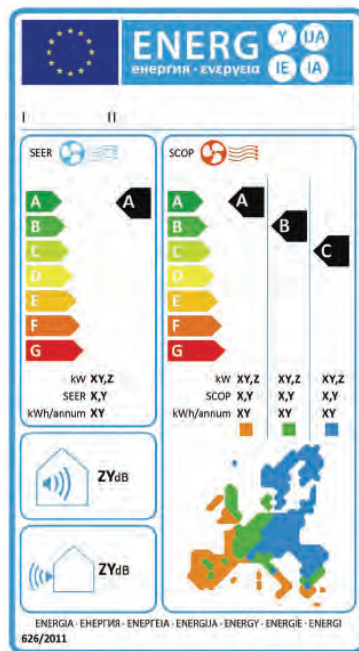 ENERG Y IJA
енергия · ενεργεια IE IA
I II
SEER
A A
B
C
D
E
F
G
kW XY,Z
SEER X,Y
kWh/annum XY
SCOP
A A
B B
C C
D
E
F
G
kW XY,Z XY,Z XY,Z
SCOP X,Y X,Y X,Y
kWh/annum XY XY XY
ZYdB
ZYdB
ENERGIA · ЕНЕРГИЯ · ΕΝΕΡΓΕΙΑ · ENERGIJA · ENERGY · ENERGIE · ENERGI
626/2011